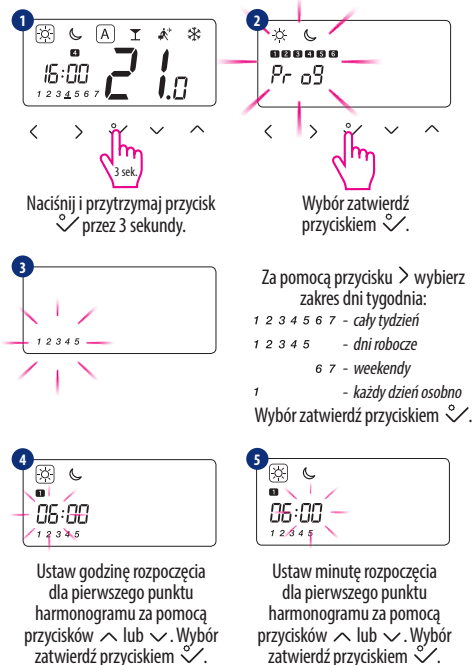 1
A
4
16:00
21.0
1 2 3 4 5 6 7
3 sek.
Naciśnij i przytrzymaj przycisk
przez 3 sekundy.
2
1 2 3 4 5 6
Pr og
Wybór zatwierdź
przyciskiem .
3
1 2 3 4 5
Za pomocą przycisku > wybierz
zakres dni tygodnia:
1 2 3 4 5 6 7 - cały tydzień
1 2 3 4 5 - dni robocze
6 7 - weekendy
1 - każdy dzień osobno
Wybór zatwierdź przyciskiem .
4
1
06:00
1 2 3 4 5
Ustaw godzinę rozpoczęcia
dla pierwszego punktu
harmonogramu za pomocą
przycisków lub . Wybór
zatwierdź przyciskiem .
5
1
06:00
1 2 3 4 5
Ustaw minutę rozpoczęcia
dla pierwszego punktu
harmonogramu za pomocą
przycisków lub . Wybór
zatwierdź przyciskiem .